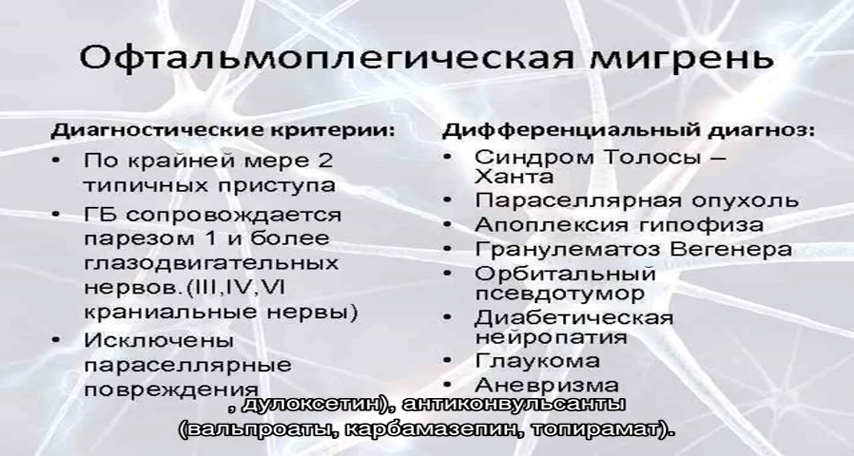 Офтальмоплегическая мигрень
Диагностические критерии:
• По крайней мере 2
типичных приступа
• ГБ сопровождается
парезом 1 и более
глазодвигательных
нервов.(III,IV,VI
краниальные нервы)
• Исключены
параселлярные
повреждения
Дифференциальный диагноз:
• Синдром Толосы –
Ханта
• Параселлярная опухоль
• Апоплексия гипофиза
• Гранулематоз Вегенера
• Орбитальный
псевдотумор
• Диабетическая
нейропатия
• Глаукома
• Аневризма
, дулоксетин), антиконвульсанты
(вальпроаты, карбамазепин, топирамат).